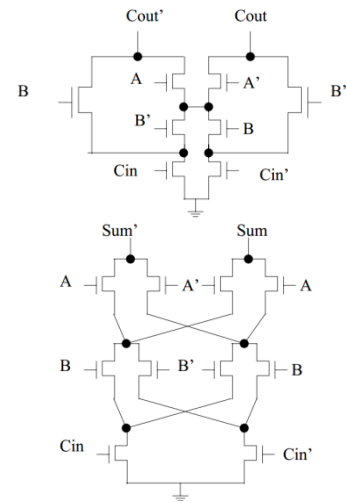 Cout’ Cout
A A’
B B’
B’ B
Cin Cin’
Sum’ Sum
A A’ A
B B’ B
Cin Cin’